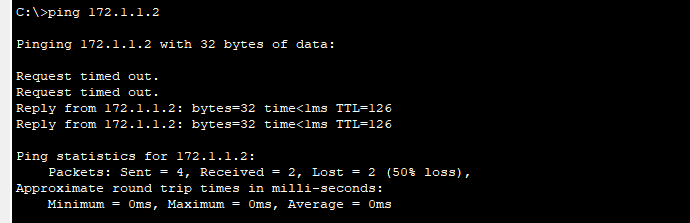 C:\>ping 172.1.1.2
Pinging 172.1.1.2 with 32 bytes of data:
Request timed out.
Request timed out.
Reply from 172.1.1.2: bytes=32 time<1ms TTL=126
Reply from 172.1.1.2: bytes=32 time<1ms TTL=126
Ping statistics for 172.1.1.2:
    Packets: Sent = 4, Received = 2, Lost = 2 (50% loss),
Approximate round trip times in milli-seconds:
    Minimum = 0ms, Maximum = 0ms, Average = 0ms